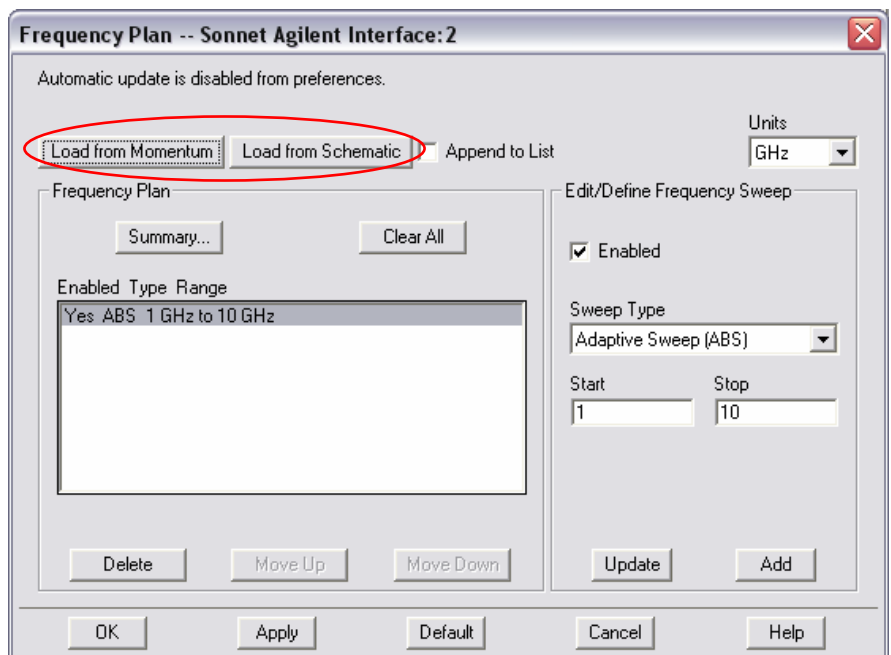 Frequency Plan -- Sonnet Agilent Interface:2
Automatic update is disabled from preferences.
Load from Momentum
Load from Schematic
Append to List
Units
GHz
Frequency Plan
Summary...
Clear All
Enabled Type Range
Yes ABS 1 GHz to 10 GHz
Delete
Move Up
Move Down
Edit/Define Frequency Sweep
Enabled
Sweep Type
Adaptive Sweep (ABS)
Start
Stop
1
10
Update
Add
OK
Apply
Default
Cancel
Help